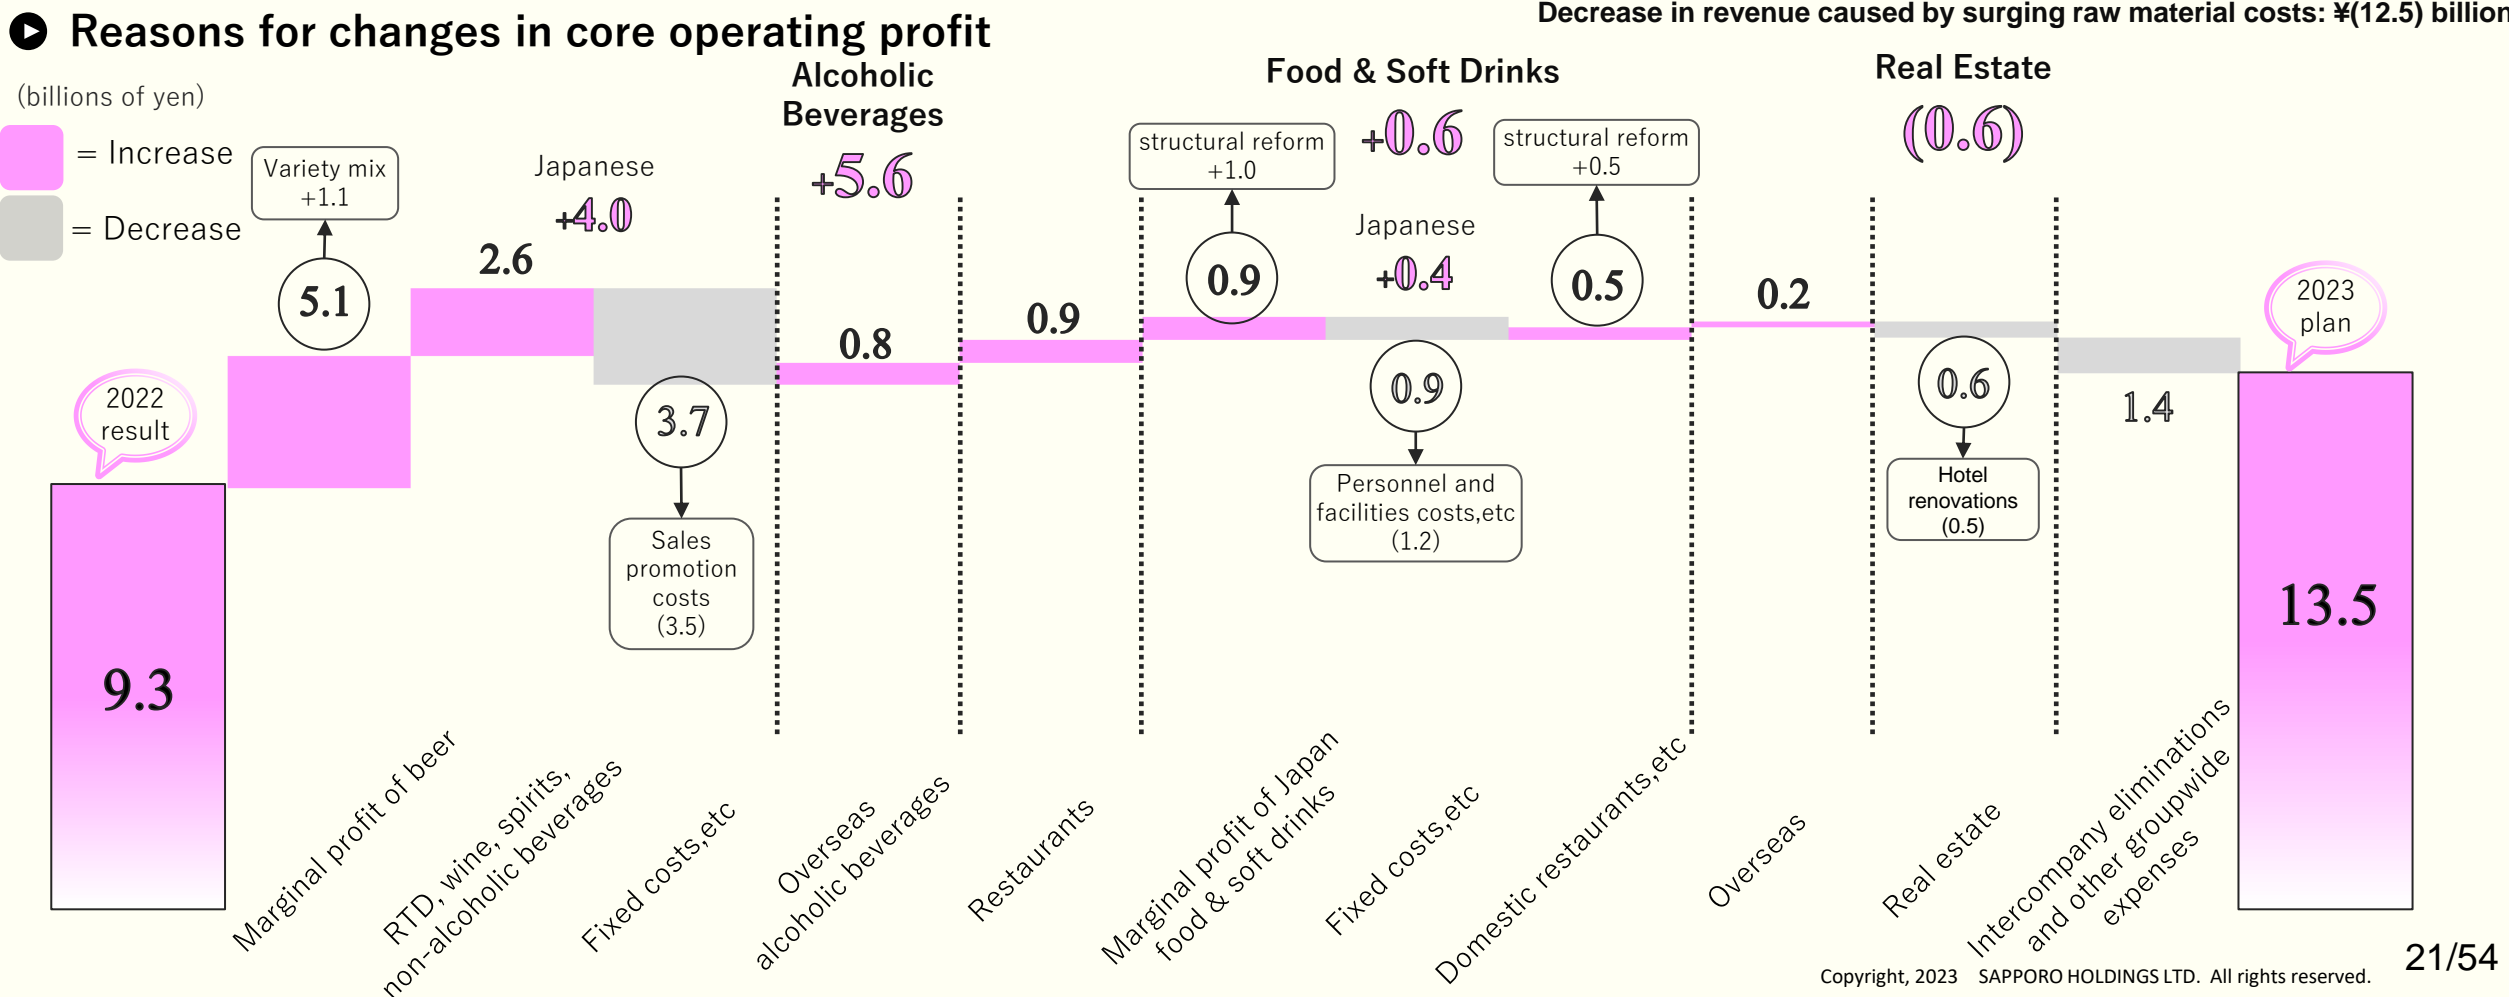 Decrease in revenue caused by surging raw material costs: ¥(12.5) billion
Reasons for changes in core operating profit
(billions of yen)
= Increase
= Decrease
Alcoholic
Beverages
+5.6
Food & Soft Drinks
+0.6
Real Estate
(0.6)
Variety mix
+1.1
Japanese
+4.0
structural reform
+1.0
Japanese
+0.4
structural reform
+0.5
2022
result
9.3
5.1
2.6
3.7
Sales
promotion
costs
(3.5)
0.8
0.9
0.9
0.9
Personnel and
facilities costs,etc
(1.2)
0.5
0.2
0.6
Hotel
renovations
(0.5)
1.4
2023
plan
13.5
Marginal profit of beer
RTD, wine, spirits,
non-alcoholic beverages
Fixed costs,etc
Overseas
alcoholic beverages
Restaurants
Marginal profit of Japan
food & soft drinks
Fixed costs,etc
Domestic restaurants,etc
Overseas
Real estate
Intercompany eliminations
and other groupwide
expenses
Copyright, 2023 SAPPORO HOLDINGS LTD. All rights reserved.
21/54